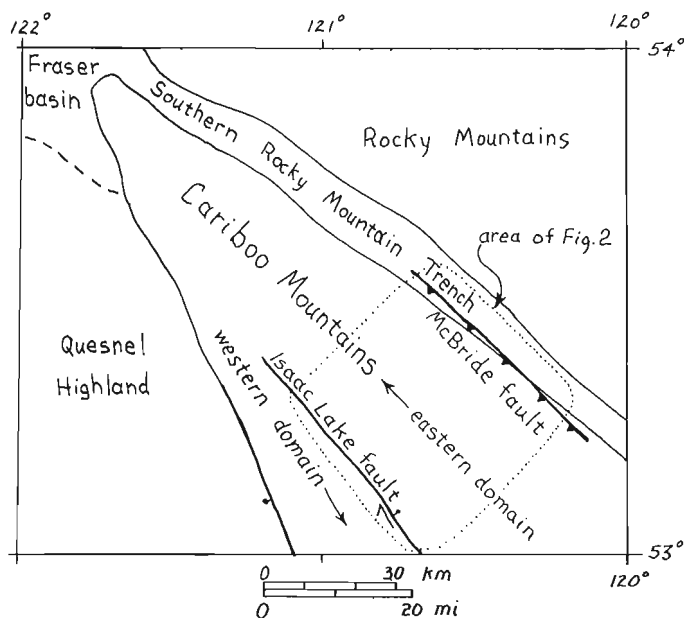 122° 121° 120°
54°
Fraser
basin
Southern Rocky Mountain
Trench
Rocky Mountains
area of Fig.2
Cariboo Mountains
McBride fault
Quesnel
Highland
western
domain
Isaac Lake fault
eastern domain
53°
120°
0 30 km
0 20 mi